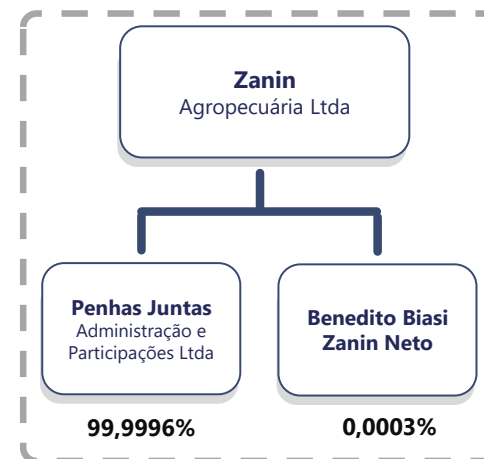 Zanin
Agropecuária Ltda
Penhas Juntas
Administração e
Participações Ltda
99,9996%
Benedito Biasi
Zanin Neto
0,0003%